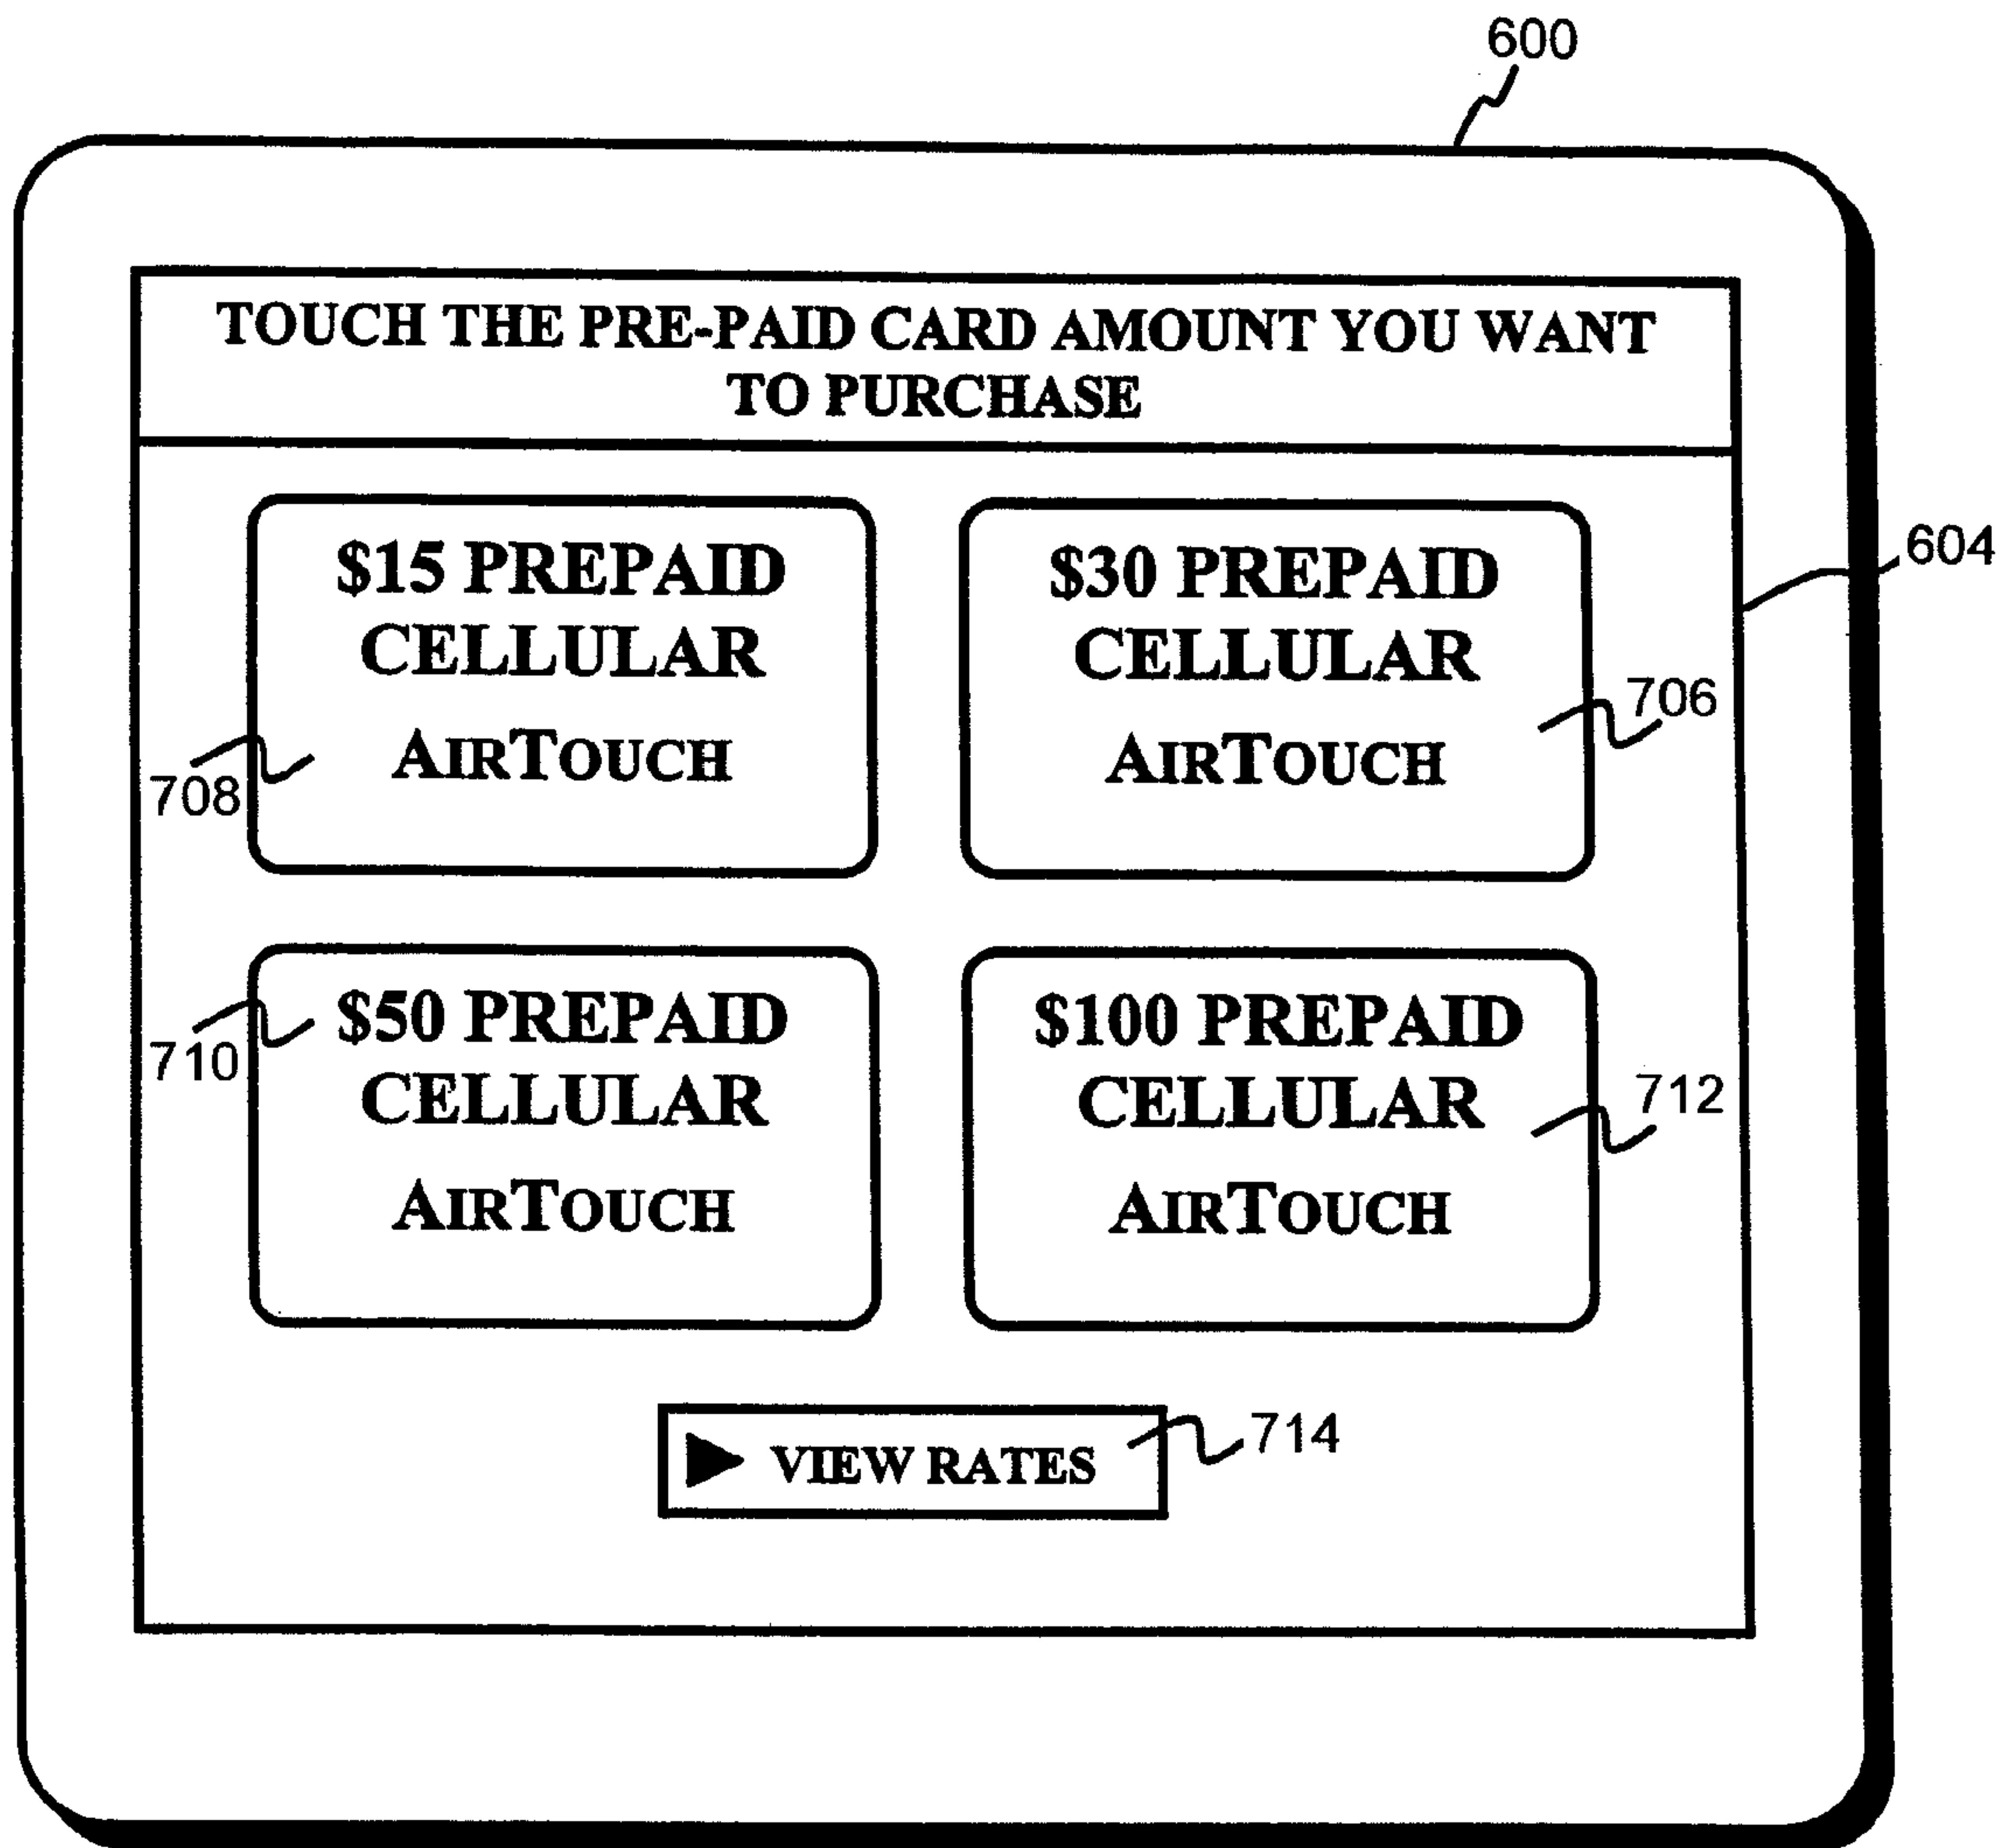 600
TOUCH THE PRE-PAID CARD AMOUNT YOU WANT
TO PURCHASE
604
$15 PREPAID
CELLULAR
AIRTOUCH
708
$30 PREPAID
CELLULAR
AIRTOUCH
706
$50 PREPAID
CELLULAR
AIRTOUCH
710
$100 PREPAID
CELLULAR
AIRTOUCH
712
VIEW RATES
714